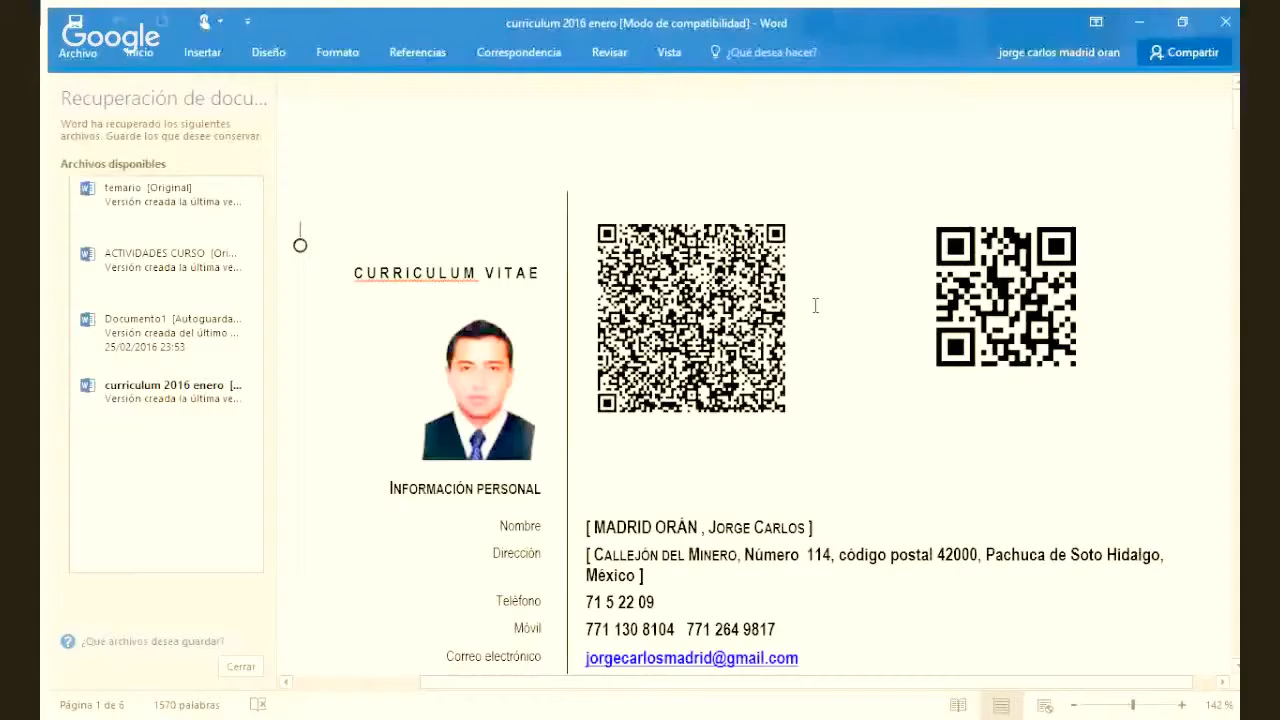 curriculum 2016 enero [Modo de compatibilidad] - Word
Google
Archivo Inicio Insertar Diseño Formato Referencias Correspondencia Revisar Vista ¿Qué desea hacer? jorge carlos madrid oran Compartir
Recuperación de docu...
Word ha recuperado los siguientes
archivos. Guarde los que desee conservar.
Archivos disponibles
temario [Original]
Versión creada la última ve...
ACTIVIDADES CURSO [Ori...
Versión creada la última ve...
Documento1 [Autoguarda...
Versión creada del último ...
25/02/2016 23:53
curriculum 2016 enero [...
Versión creada la última ve...
¿Qué archivos desea guardar?
Cerrar
CURRICULUM VITAE
INFORMACIÓN PERSONAL
Nombre [ MADRID ORÁN , JORGE CARLOS ]
Dirección [ CALLEJÓN DEL MINERO, Número 114, código postal 42000, Pachuca de Soto Hidalgo,
México ]
Teléfono 71 5 22 09
Móvil 771 130 8104 771 264 9817
Correo electrónico jorgecarlosmadrid@gmail.com
Página 1 de 6 1570 palabras 142 %